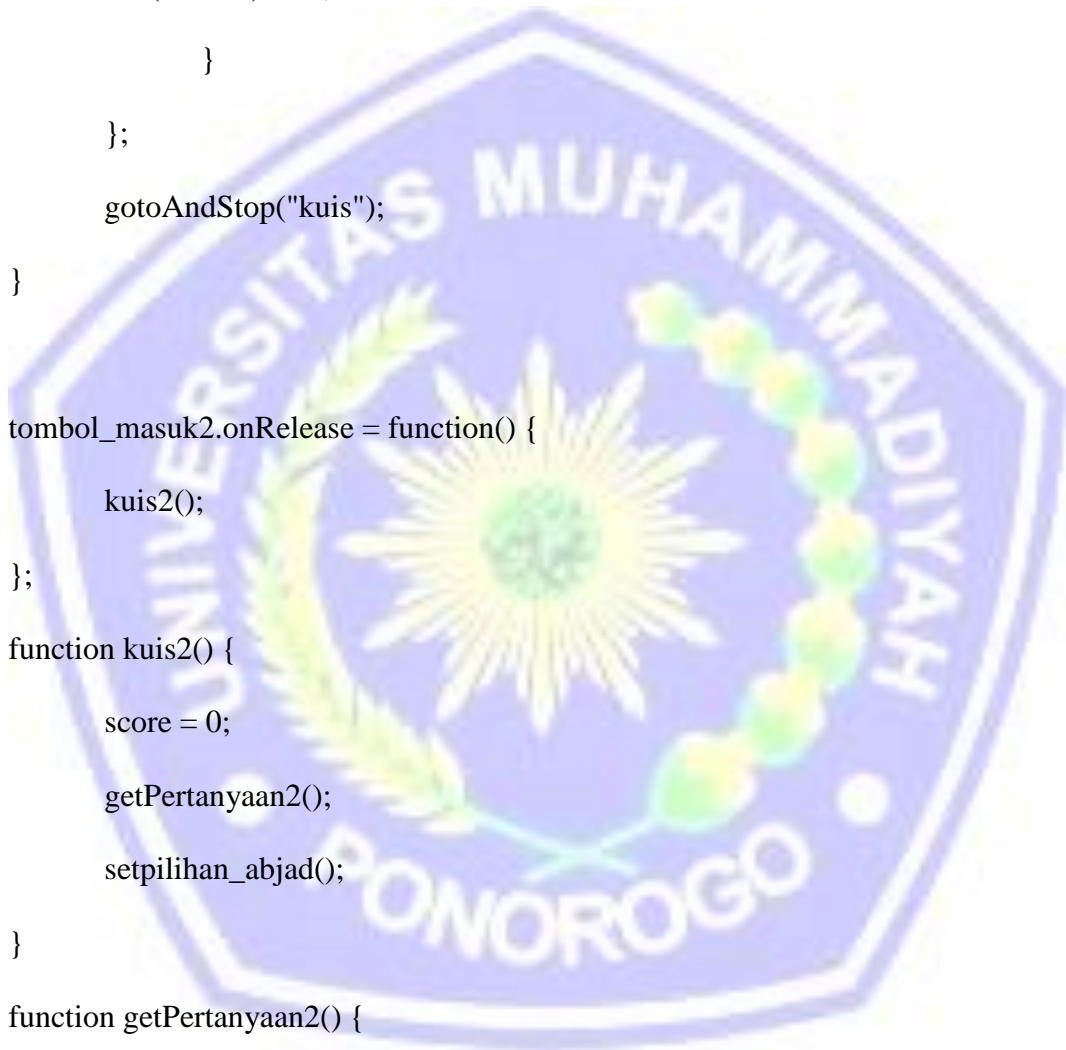 }
};
gotoAndStop("kuis");
}
tombol_masuk2.onRelease = function() {
kuis2();
};
function kuis2() {
score = 0;
getPertanyaan2();
setpilihan_abjad();
}
function getPertanyaan2() {
UNIVERSITAS MUHAMMADIYAH
PONOROGO